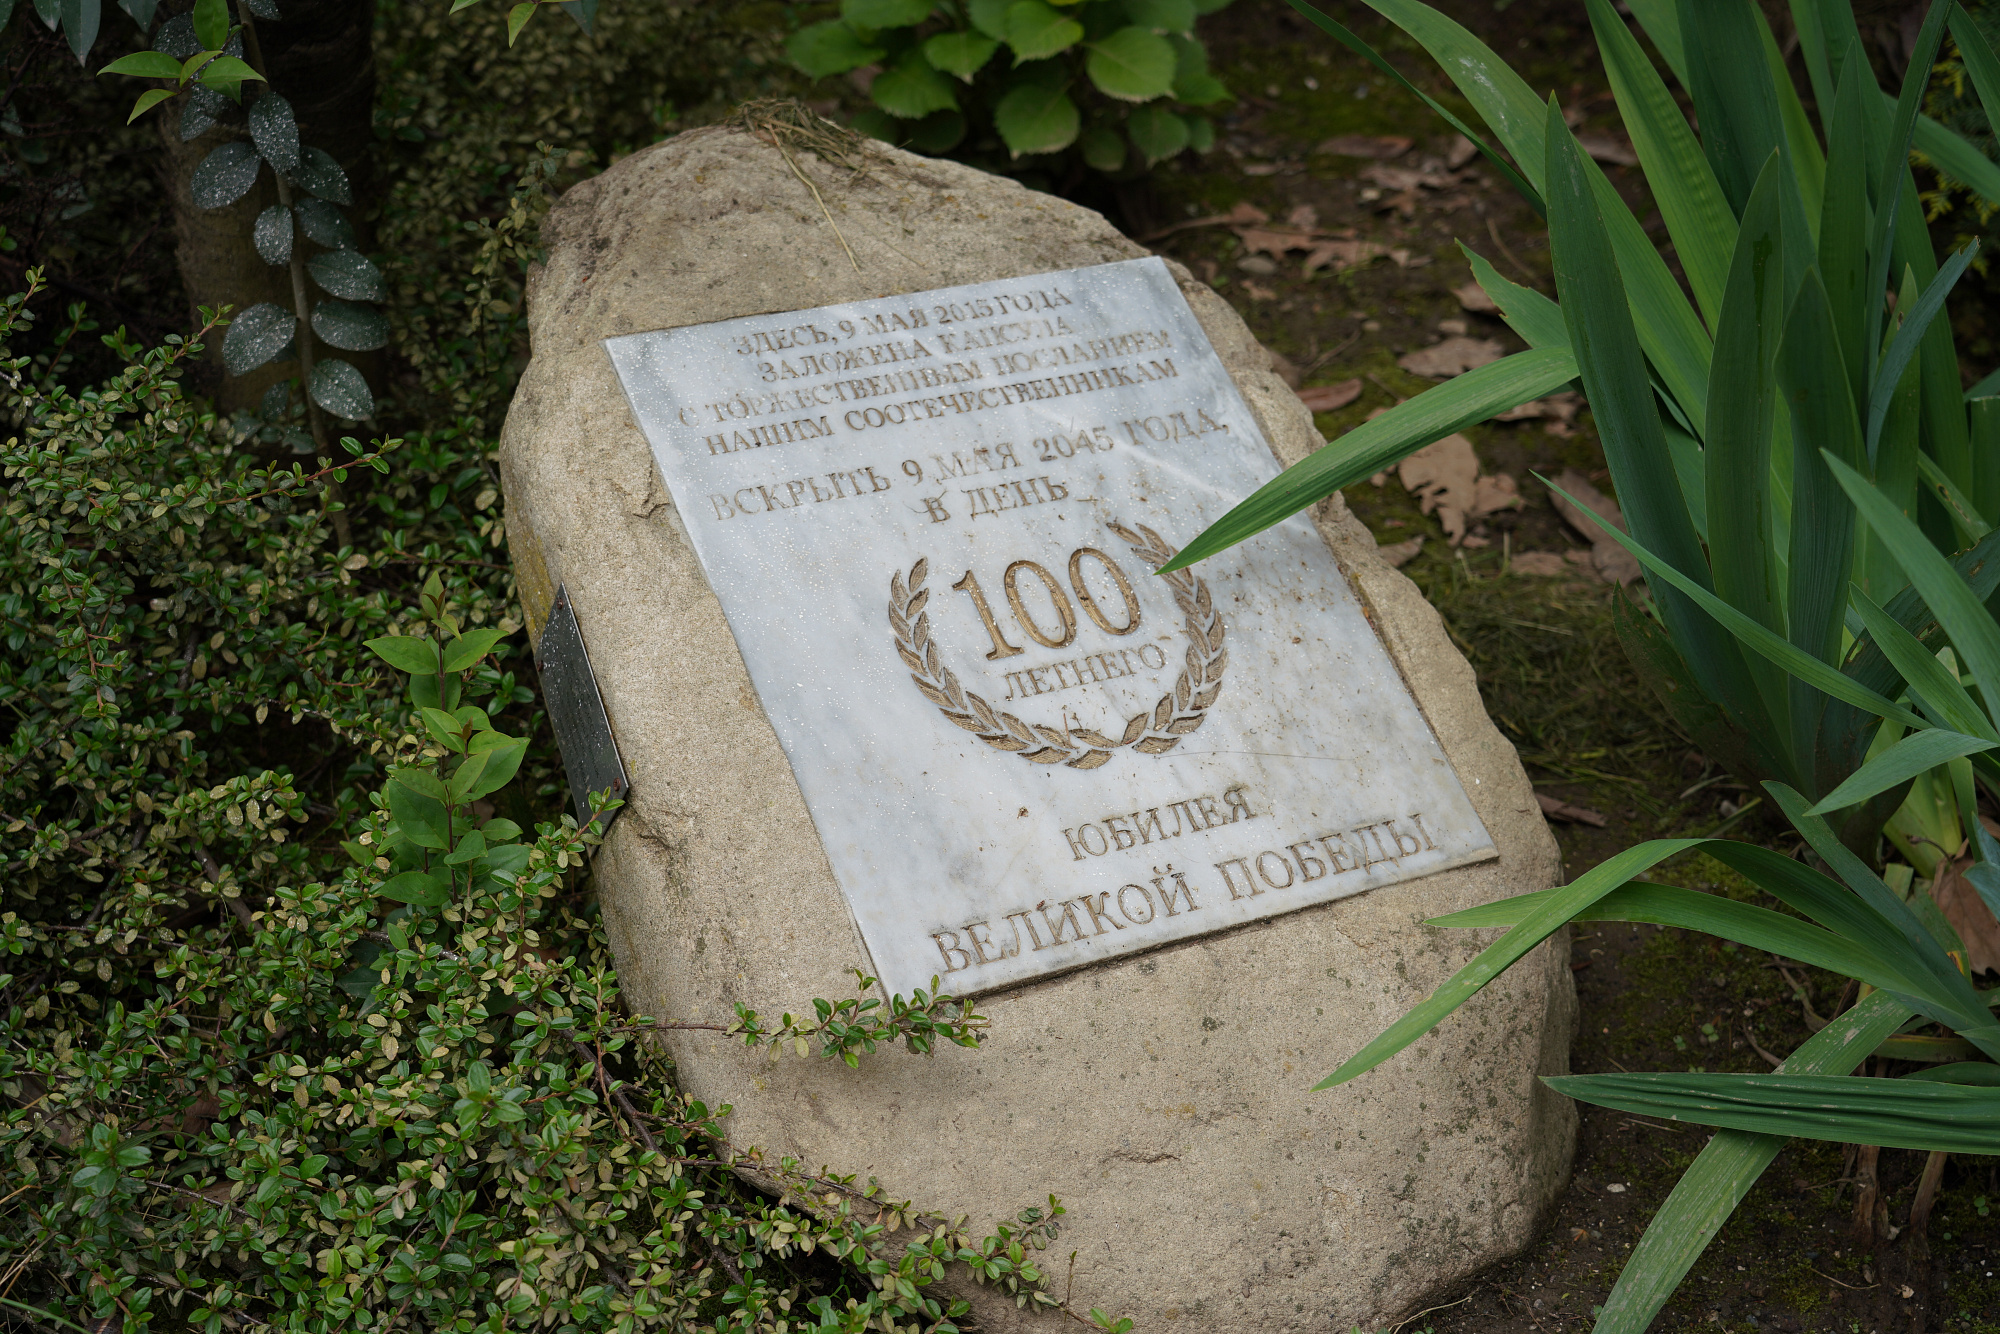 ЗДЕСЬ, 9 МАЯ 2015 ГОДА
ЗАЛОЖЕНА КАПСУЛА
С ТОРЖЕСТВЕННЫМ ПОСЛАНИЕМ
НАШИМ СООТЕЧЕСТВЕННИКАМ
ВСКРЫТЬ 9 МАЯ 2045 ГОДА,
В ДЕНЬ
100
ЛЕТНЕГО
ЮБИЛЕЯ
ВЕЛИКОЙ ПОБЕДЫ